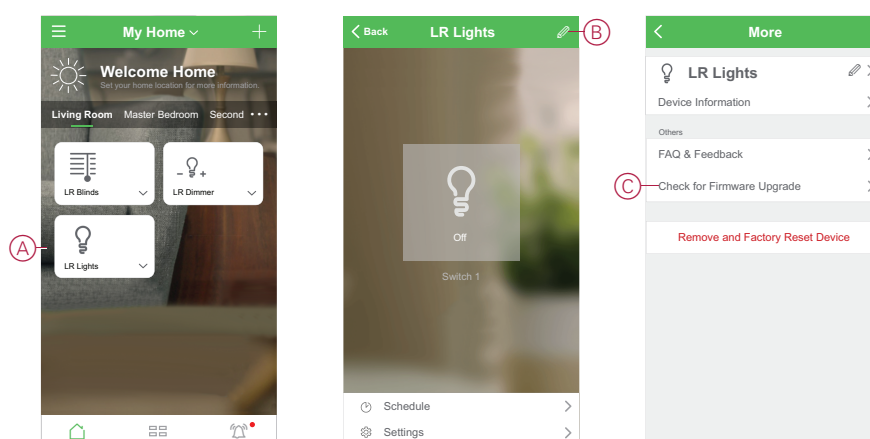 My Home
Welcome Home
Set your home location for more information.
Living Room Master Bedroom Second
LR Blinds
LR Dimmer
LR Lights
A
Back LR Lights
B
Off
Switch 1
Schedule
Settings
More
LR Lights
Device Information
Others
FAQ & Feedback
C
Check for Firmware Upgrade
Remove and Factory Reset Device